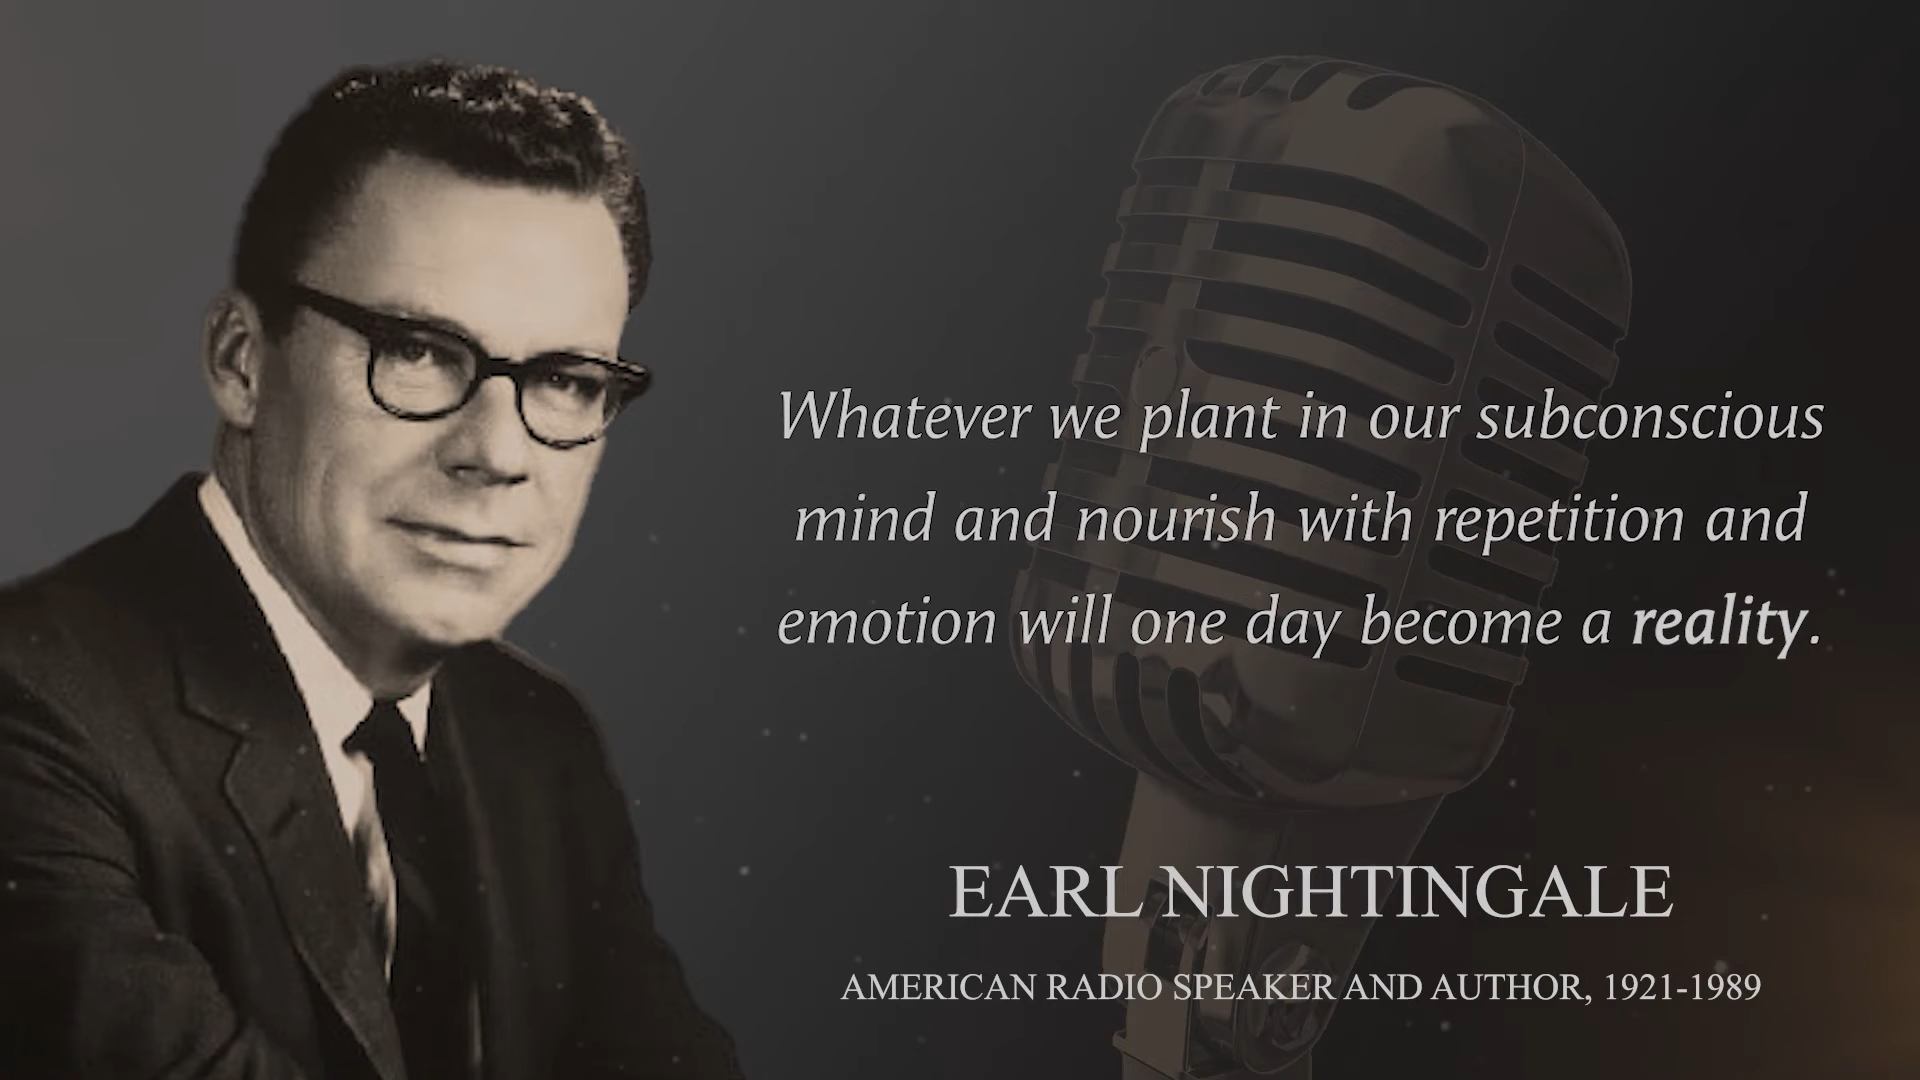 Whatever we plant in our subconscious
mind and nourish with repetition and
emotion will one day become a reality.
EARL NIGHTINGALE
AMERICAN RADIO SPEAKER AND AUTHOR, 1921-1989